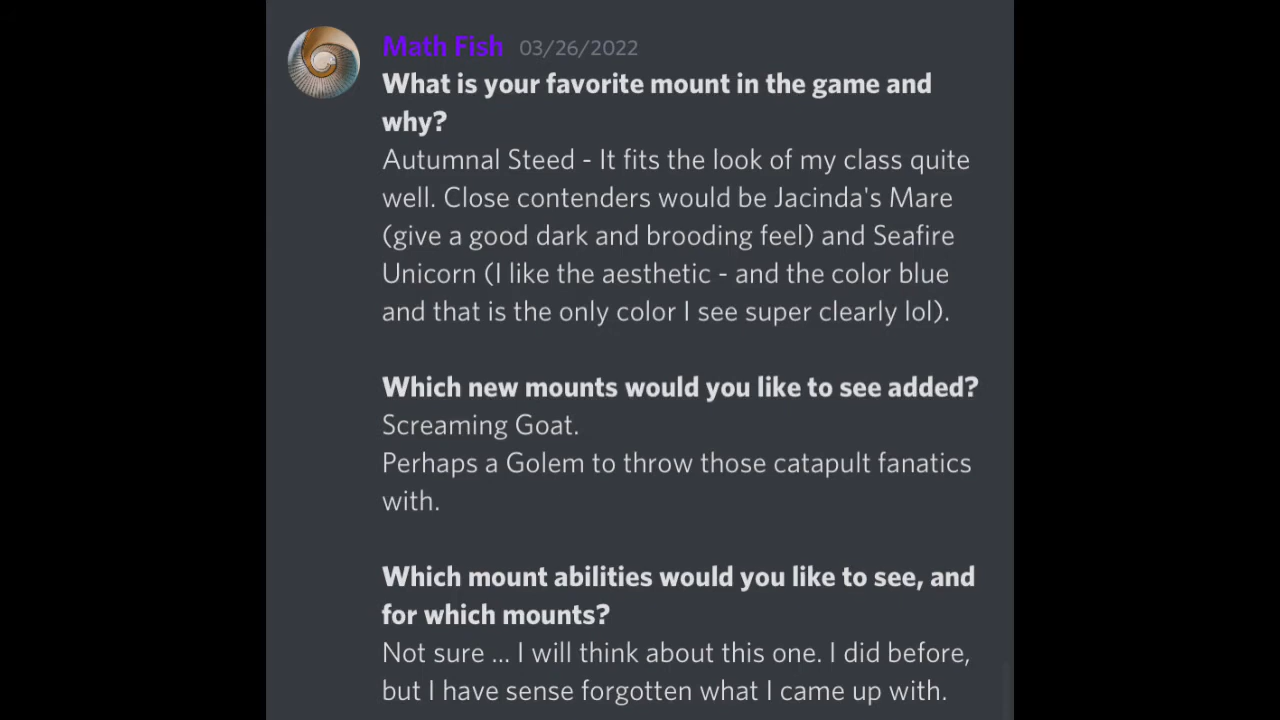 Math Fish 03/26/2022
What is your favorite mount in the game and
why?
Autumnal Steed - It fits the look of my class quite
well. Close contenders would be Jacinda's Mare
(give a good dark and brooding feel) and Seafire
Unicorn (I like the aesthetic - and the color blue
and that is the only color I see super clearly lol).
Which new mounts would you like to see added?
Screaming Goat.
Perhaps a Golem to throw those catapult fanatics
with.
Which mount abilities would you like to see, and
for which mounts?
Not sure ... I will think about this one. I did before,
but I have sense forgotten what I came up with.